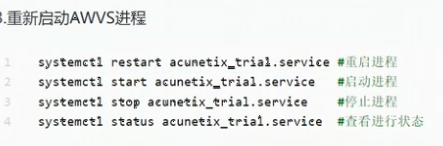 3.重新启动AWVS进程
1 systemctl restart acunetix_trial.service #重启进程
2 systemctl start acunetix_trial.service #启动进程
3 systemctl stop acunetix_trial.service #停止进程
4 systemctl status acunetix_trial.service #查看进行状态